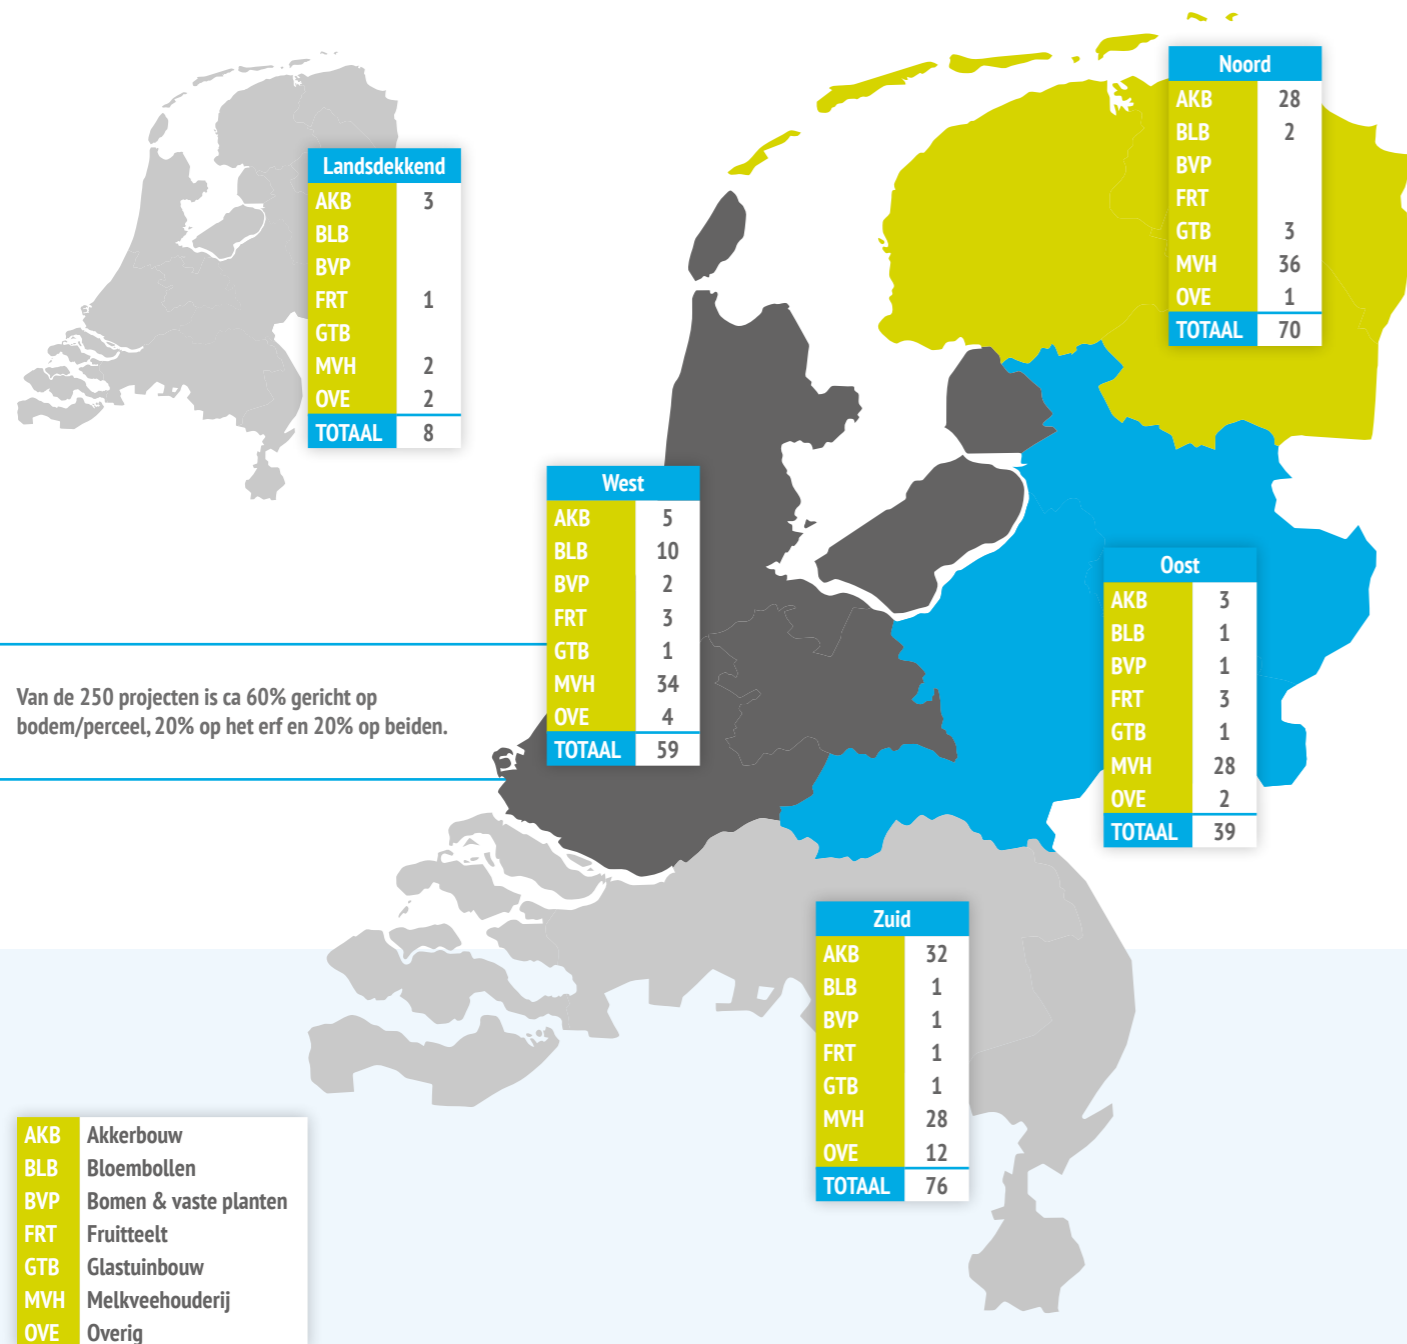 Noord
AKB 28
BLB 2
BVP
FRT
GTB 3
MVH 36
OVE 1
TOTAAL 70
Landsdekkend
AKB 3
BLB
BVP
FRT 1
GTB
MVH 2
OVE 2
TOTAAL 8
West
AKB 5
BLB 10
BVP 2
FRT 3
GTB 1
MVH 34
OVE 4
TOTAAL 59
Oost
AKB 3
BLB 1
BVP 1
FRT 3
GTB 1
MVH 28
OVE 2
TOTAAL 39
Van de 250 projecten is ca 60% gericht op
bodem/perceel, 20% op het erf en 20% op beiden.
Zuid
AKB 32
BLB 1
BVP 1
FRT 1
GTB 1
MVH 28
OVE 12
TOTAAL 76
AKB Akkerbouw
BLB Bloembollen
BVP Bomen & vaste planten
FRT Fruitteelt
GTB Glastuinbouw
MVH Melkveehouderij
OVE Overig